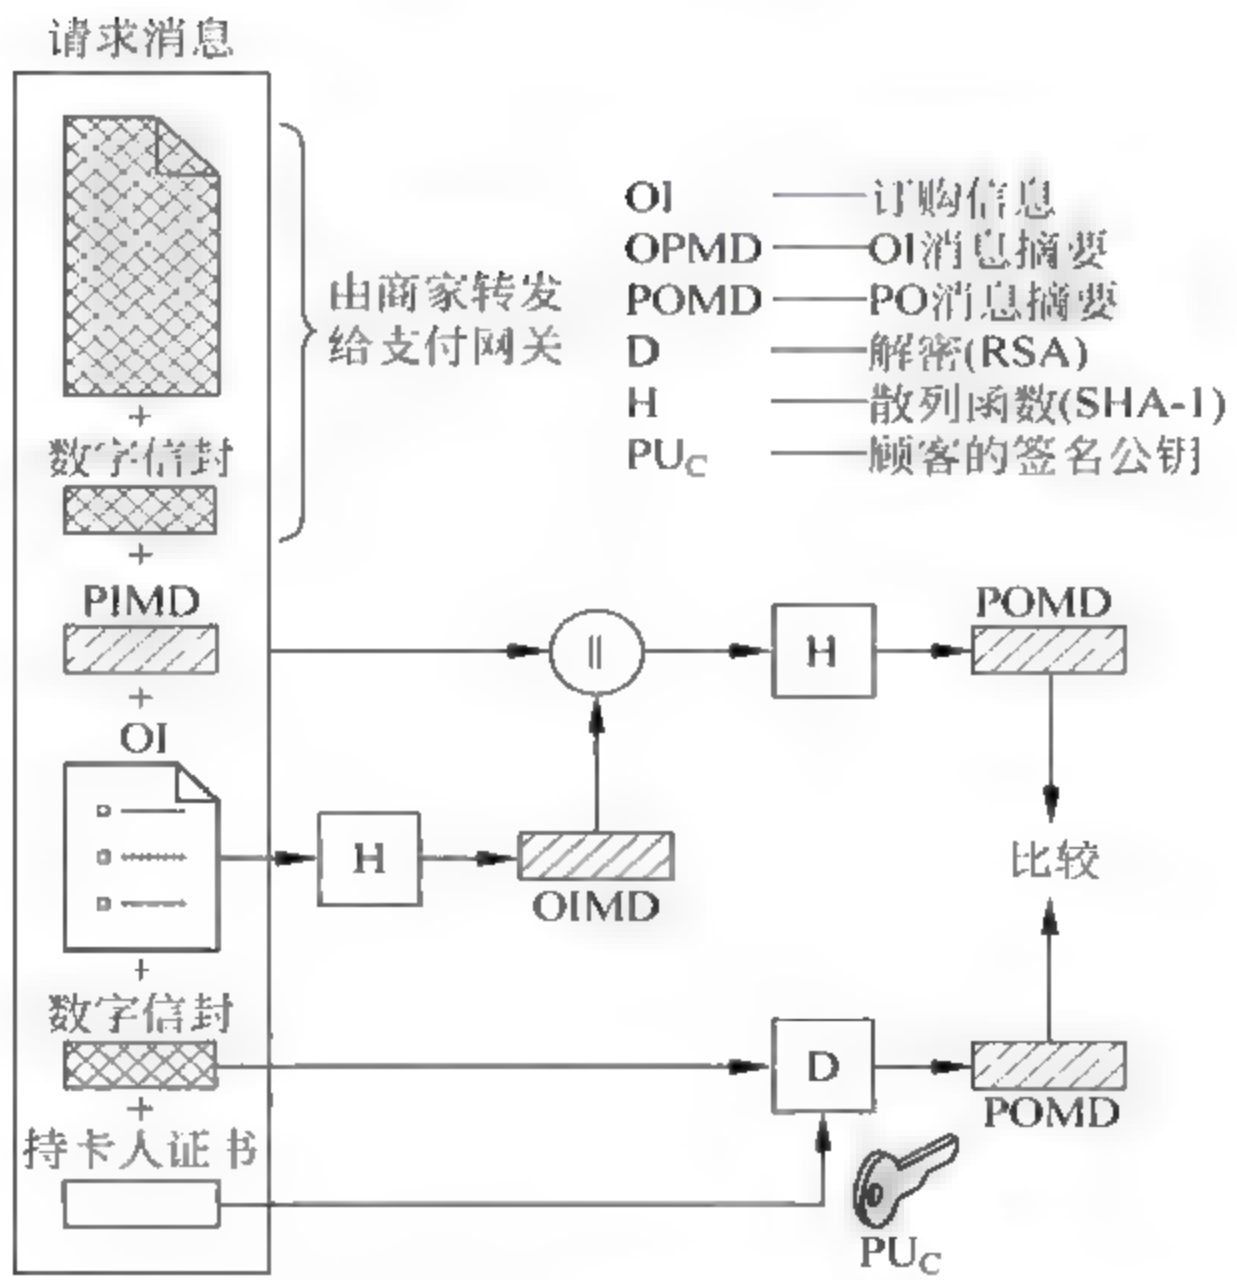 请求消息
+
数字信封
+
PIMD
+
OI
+
数字信封
+
持卡人证书
由商家转发
给支付网关
OI 订购信息
OPMD OI消息摘要
POMD PO消息摘要
D 解密(RSA)
H 散列函数(SHA-1)
PUC 顾客的签名公钥
||
H
POMD
H
OIMD
比较
D
POMD
PUC